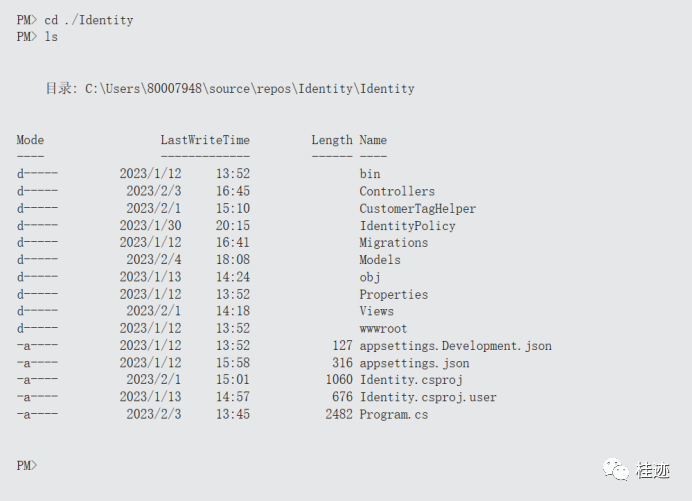 PM> cd ./Identity
PM> ls
目录: C:\Users\80007948\source\repos\Identity\Identity
Mode LastWriteTime Length Name
---- ------------- ------ ----
d----- 2023/1/12 13:52 bin
d----- 2023/2/3 16:45 Controllers
d----- 2023/2/1 15:10 CustomerTagHelper
d----- 2023/1/30 20:15 IdentityPolicy
d----- 2023/1/12 16:41 Migrations
d----- 2023/2/4 18:08 Models
d----- 2023/1/13 14:24 obj
d----- 2023/1/12 13:52 Properties
d----- 2023/2/1 14:18 Views
d----- 2023/1/12 13:52 wwwroot
-a---- 2023/1/12 13:52 127 appsettings.Development.json
-a---- 2023/1/12 15:58 316 appsettings.json
-a---- 2023/2/1 15:01 1060 Identity.csproj
-a---- 2023/1/13 14:57 676 Identity.csproj.user
-a---- 2023/2/3 13:45 2482 Program.cs
PM>
桂迹